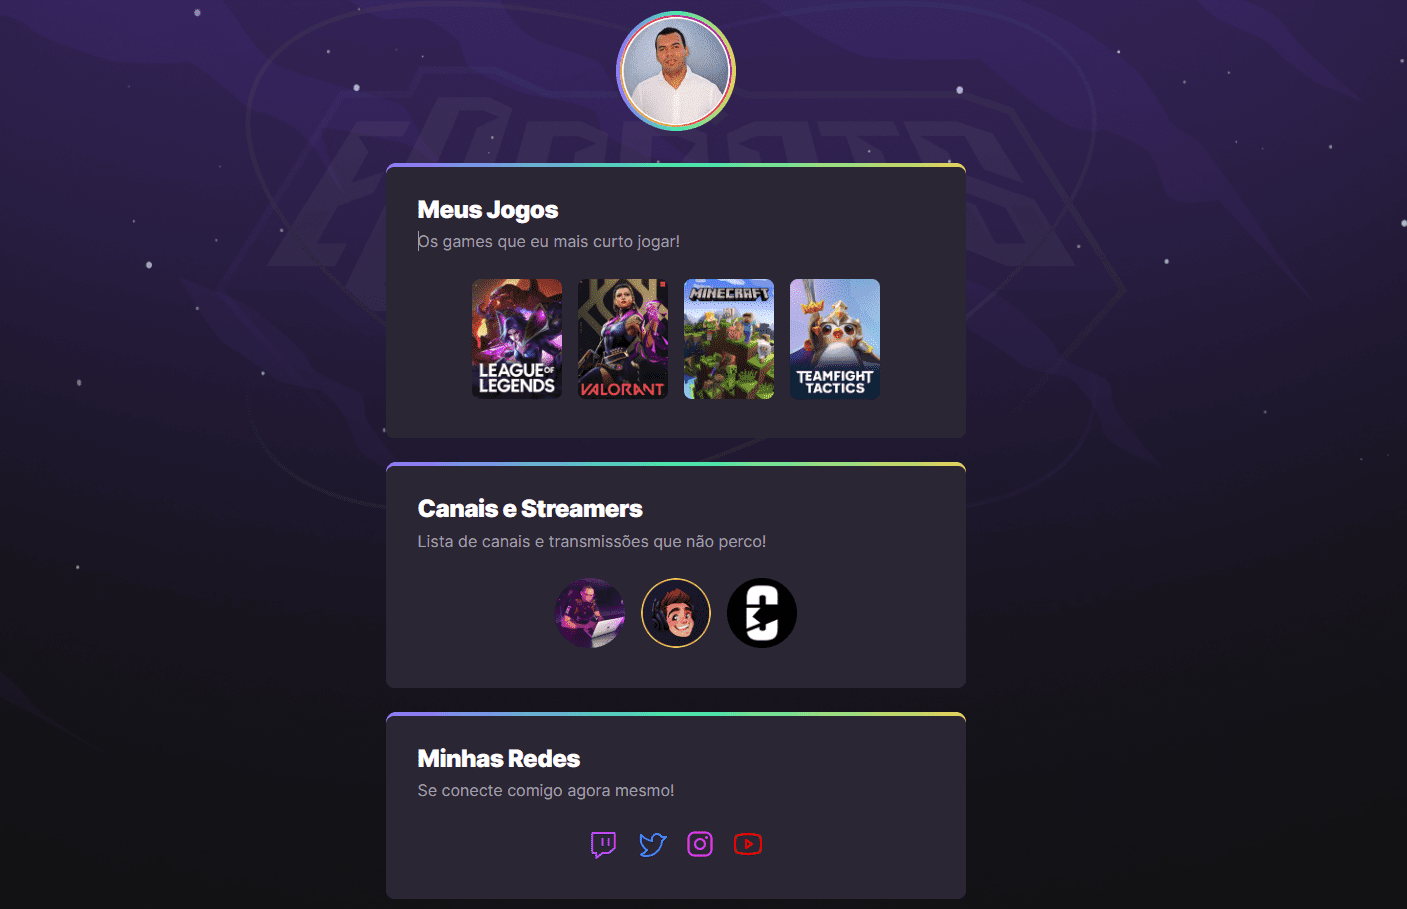 ESPORTS
Meus Jogos
Os games que eu mais curto jogar!
LEAGUE OF
LEGENDS
VALORANT
MINECRAFT
TEAMFIGHT
TACTICS
Canais e Streamers
Lista de canais e transmissões que não perco!
Minhas Redes
Se conecte comigo agora mesmo!